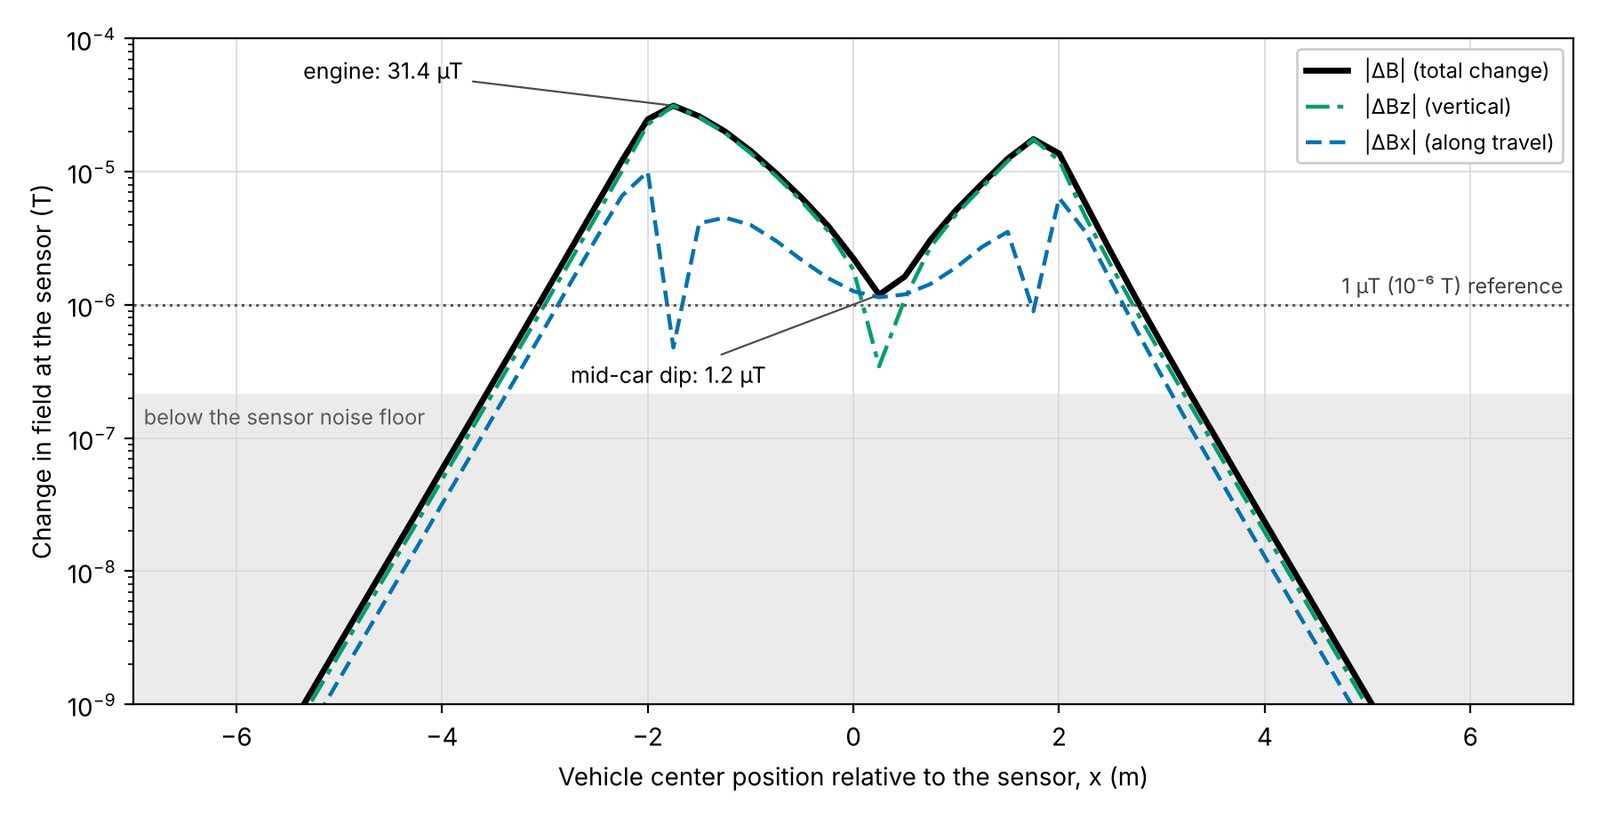 Change in field at the sensor (T)
10⁻⁴
10⁻⁵
10⁻⁶
10⁻⁷
10⁻⁸
10⁻⁹
engine: 31.4 µT
|ΔB| (total change)
|ΔBz| (vertical)
|ΔBx| (along travel)
1 µT (10⁻⁶ T) reference
mid-car dip: 1.2 µT
below the sensor noise floor
−6 −4 −2 0 2 4 6
Vehicle center position relative to the sensor, x (m)